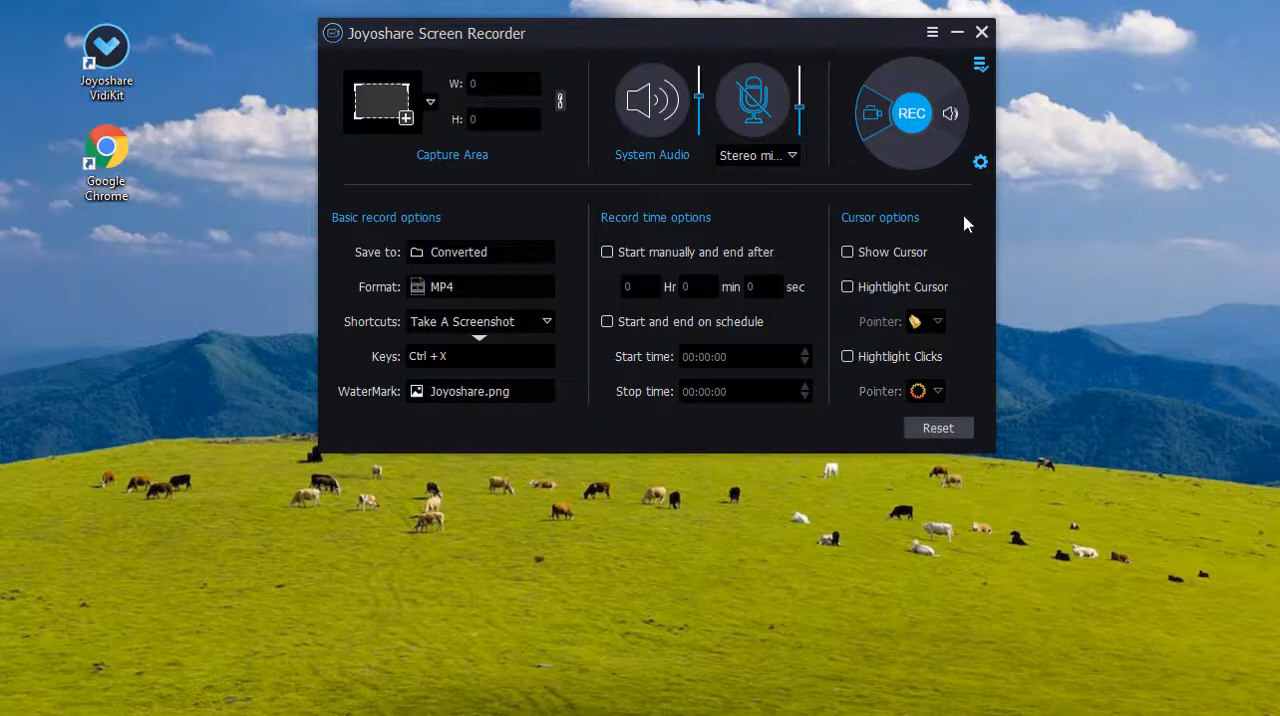 Joyoshare
VidiKit
Google
Chrome
Joyoshare Screen Recorder
W: 0
H: 0
Capture Area
System Audio
Stereo mi...
REC
Basic record options
Save to: Converted
Format: MP4
Shortcuts: Take A Screenshot
Keys: Ctrl +X
WaterMark: Joyoshare.png
Record time options
Start manually and end after
0 Hr 0 min 0 sec
Start and end on schedule
Start time: 00:00:00
Stop time: 00:00:00
Cursor options
Show Cursor
Hightlight Cursor
Pointer:
Hightlight Clicks
Pointer:
Reset